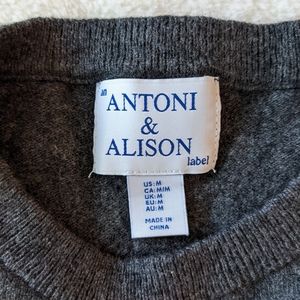 an
ANTONI
&
ALISON
label
US:M
CA:M/M
UK:M
EU:M
AU:M
MADE IN
CHINA